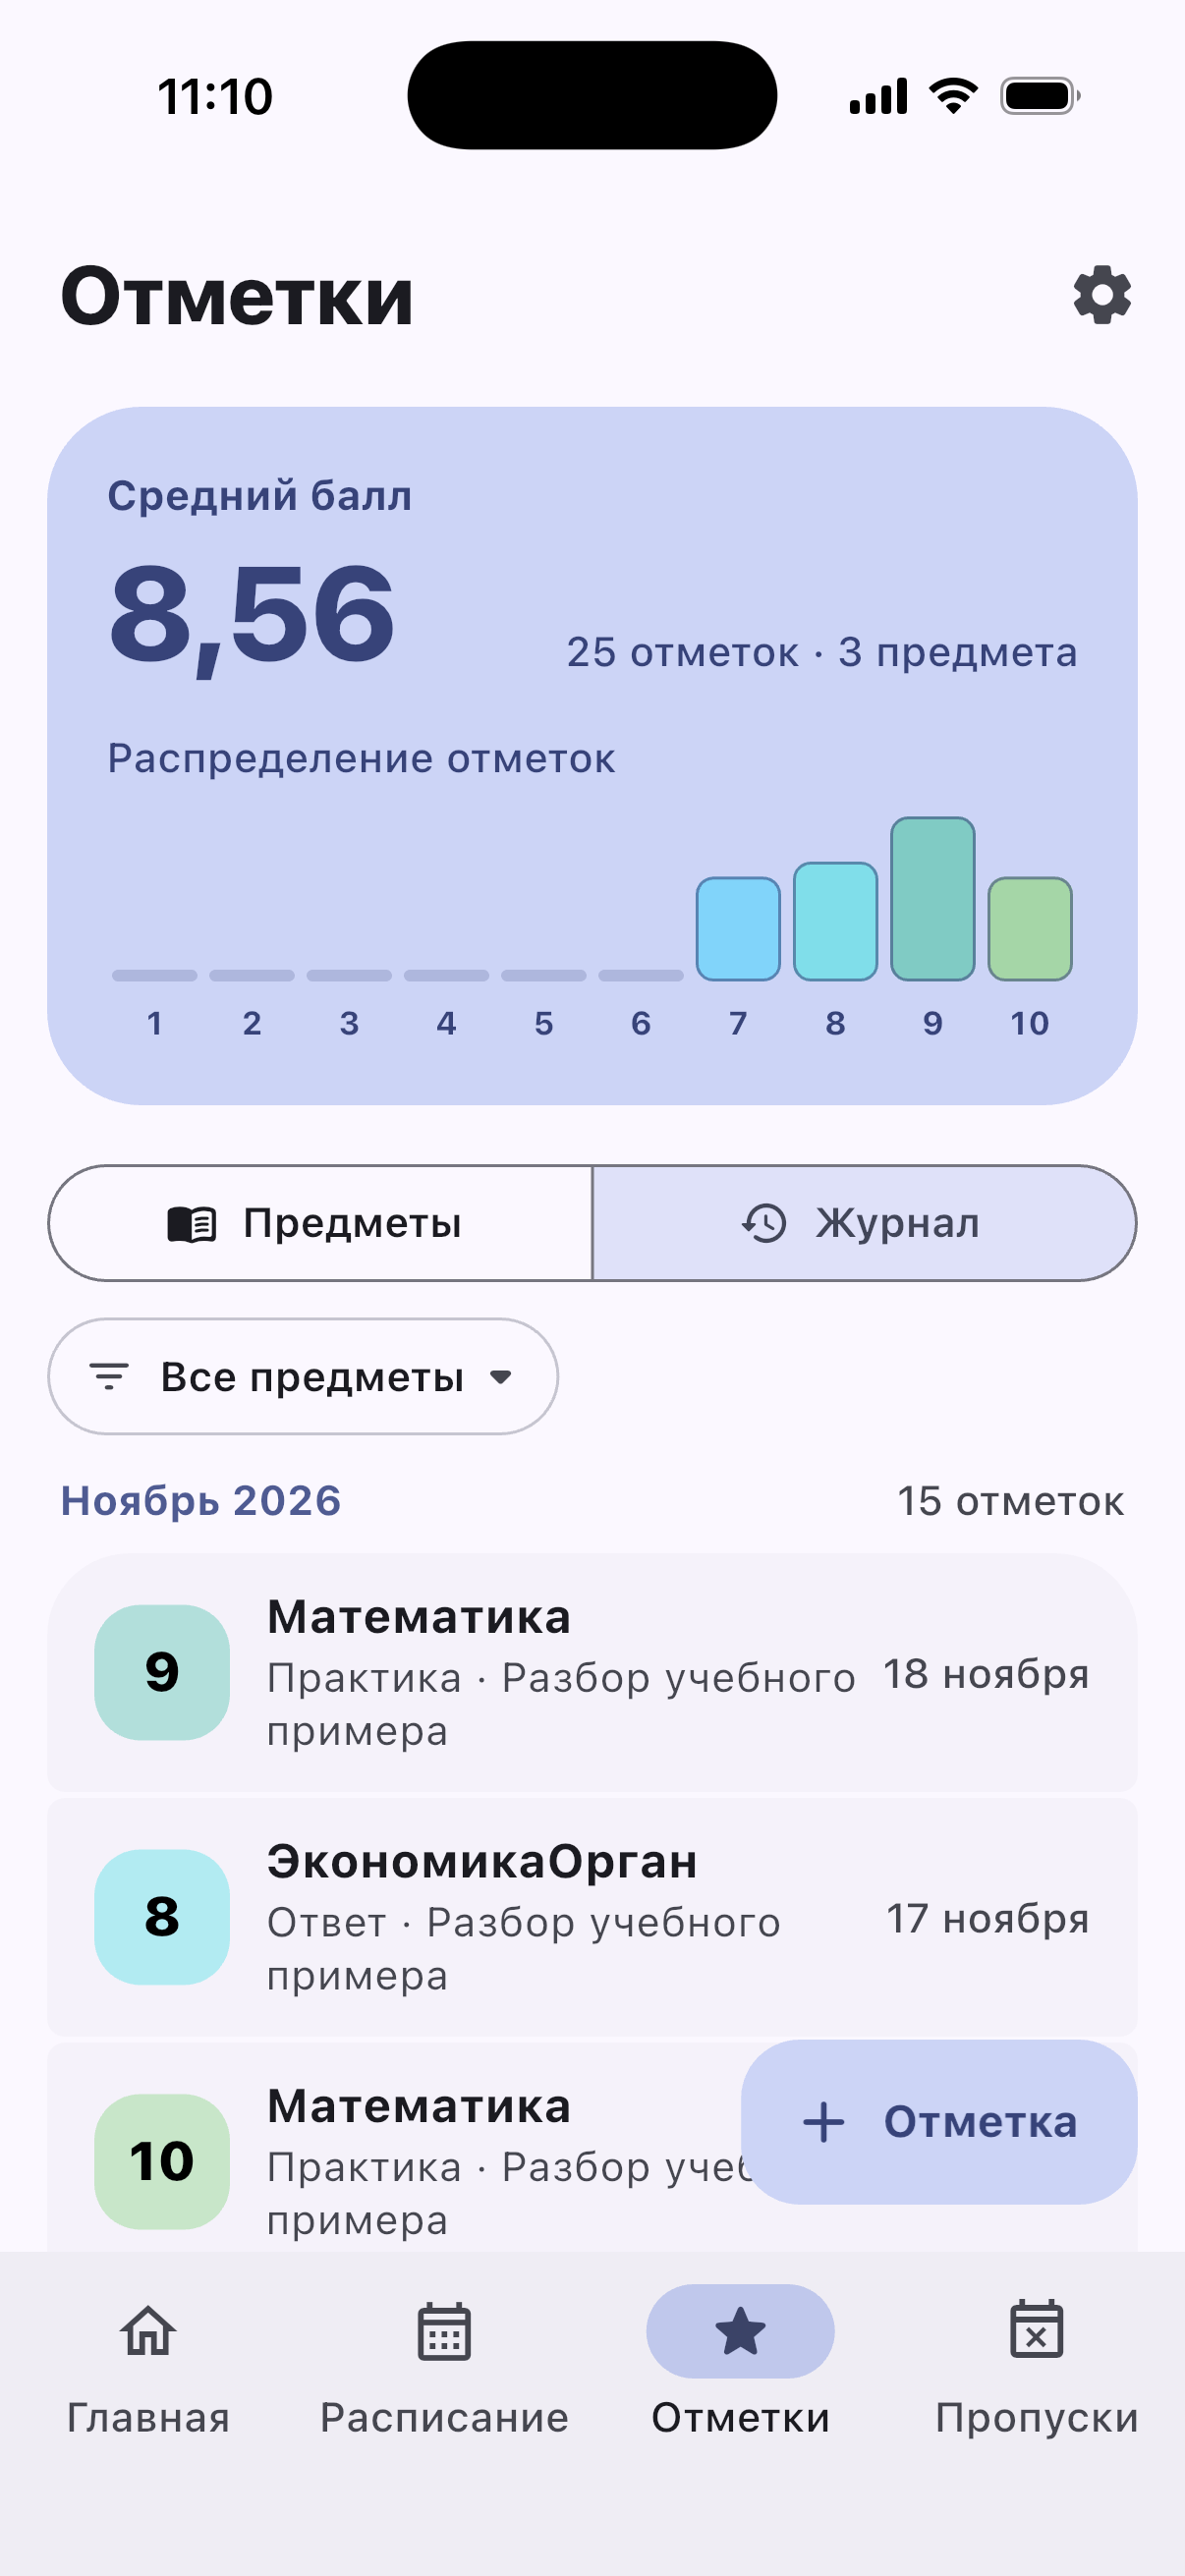 11:10
Отметки
Средний балл
8,56
25 отметок · 3 предмета
Распределение отметок
1 2 3 4 5 6 7 8 9 10
Предметы
Журнал
Все предметы
Ноябрь 2026
15 отметок
9
Математика
Практика · Разбор учебного
примера
18 ноября
8
ЭкономикаОрган
Ответ · Разбор учебного
примера
17 ноября
10
Математика
Практика · Разбор
примера
Отметка
Главная
Расписание
Отметки
Пропуски